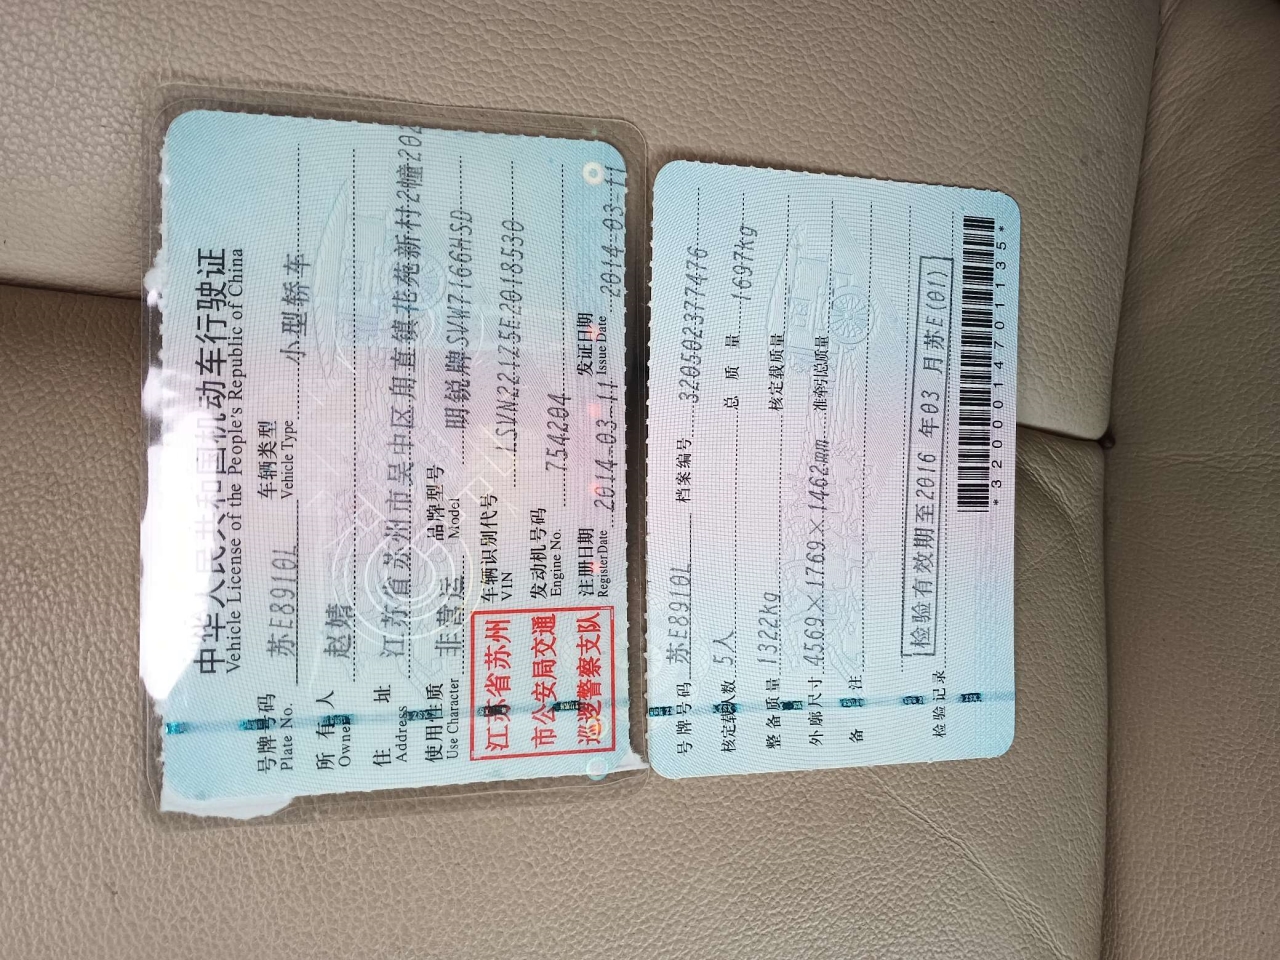 中华人民共和国机动车行驶证
Vehicle License of the People's Republic of China
号牌号码 苏E8910L 车辆类型 小型轿车
Plate No. Vehicle Type
所有人 赵婧
Owner
住址 江苏省苏州市吴中区甪直镇花苑新村2幢202
Address
使用性质 非营运 品牌型号 明锐牌SVW7166HSD
Use Character Model
江苏省苏州
市公安局交通
巡逻警察支队
车辆识别代号 LSVN221Z5E2018530
VIN
发动机号码 754204
Engine No.
注册日期 2014-03-11 发证日期 2014-03-11
Register Date Issue Date
号牌号码 苏E8910L 档案编号 320502377476
核定载人数 5人 总质量 1697kg
整备质量 1322kg 核定载质量
外廓尺寸 4569×1769×1462mm 准牵引总质量
备注
检验记录 检验有效期至2016年03月苏E(01)
*3200014701135*